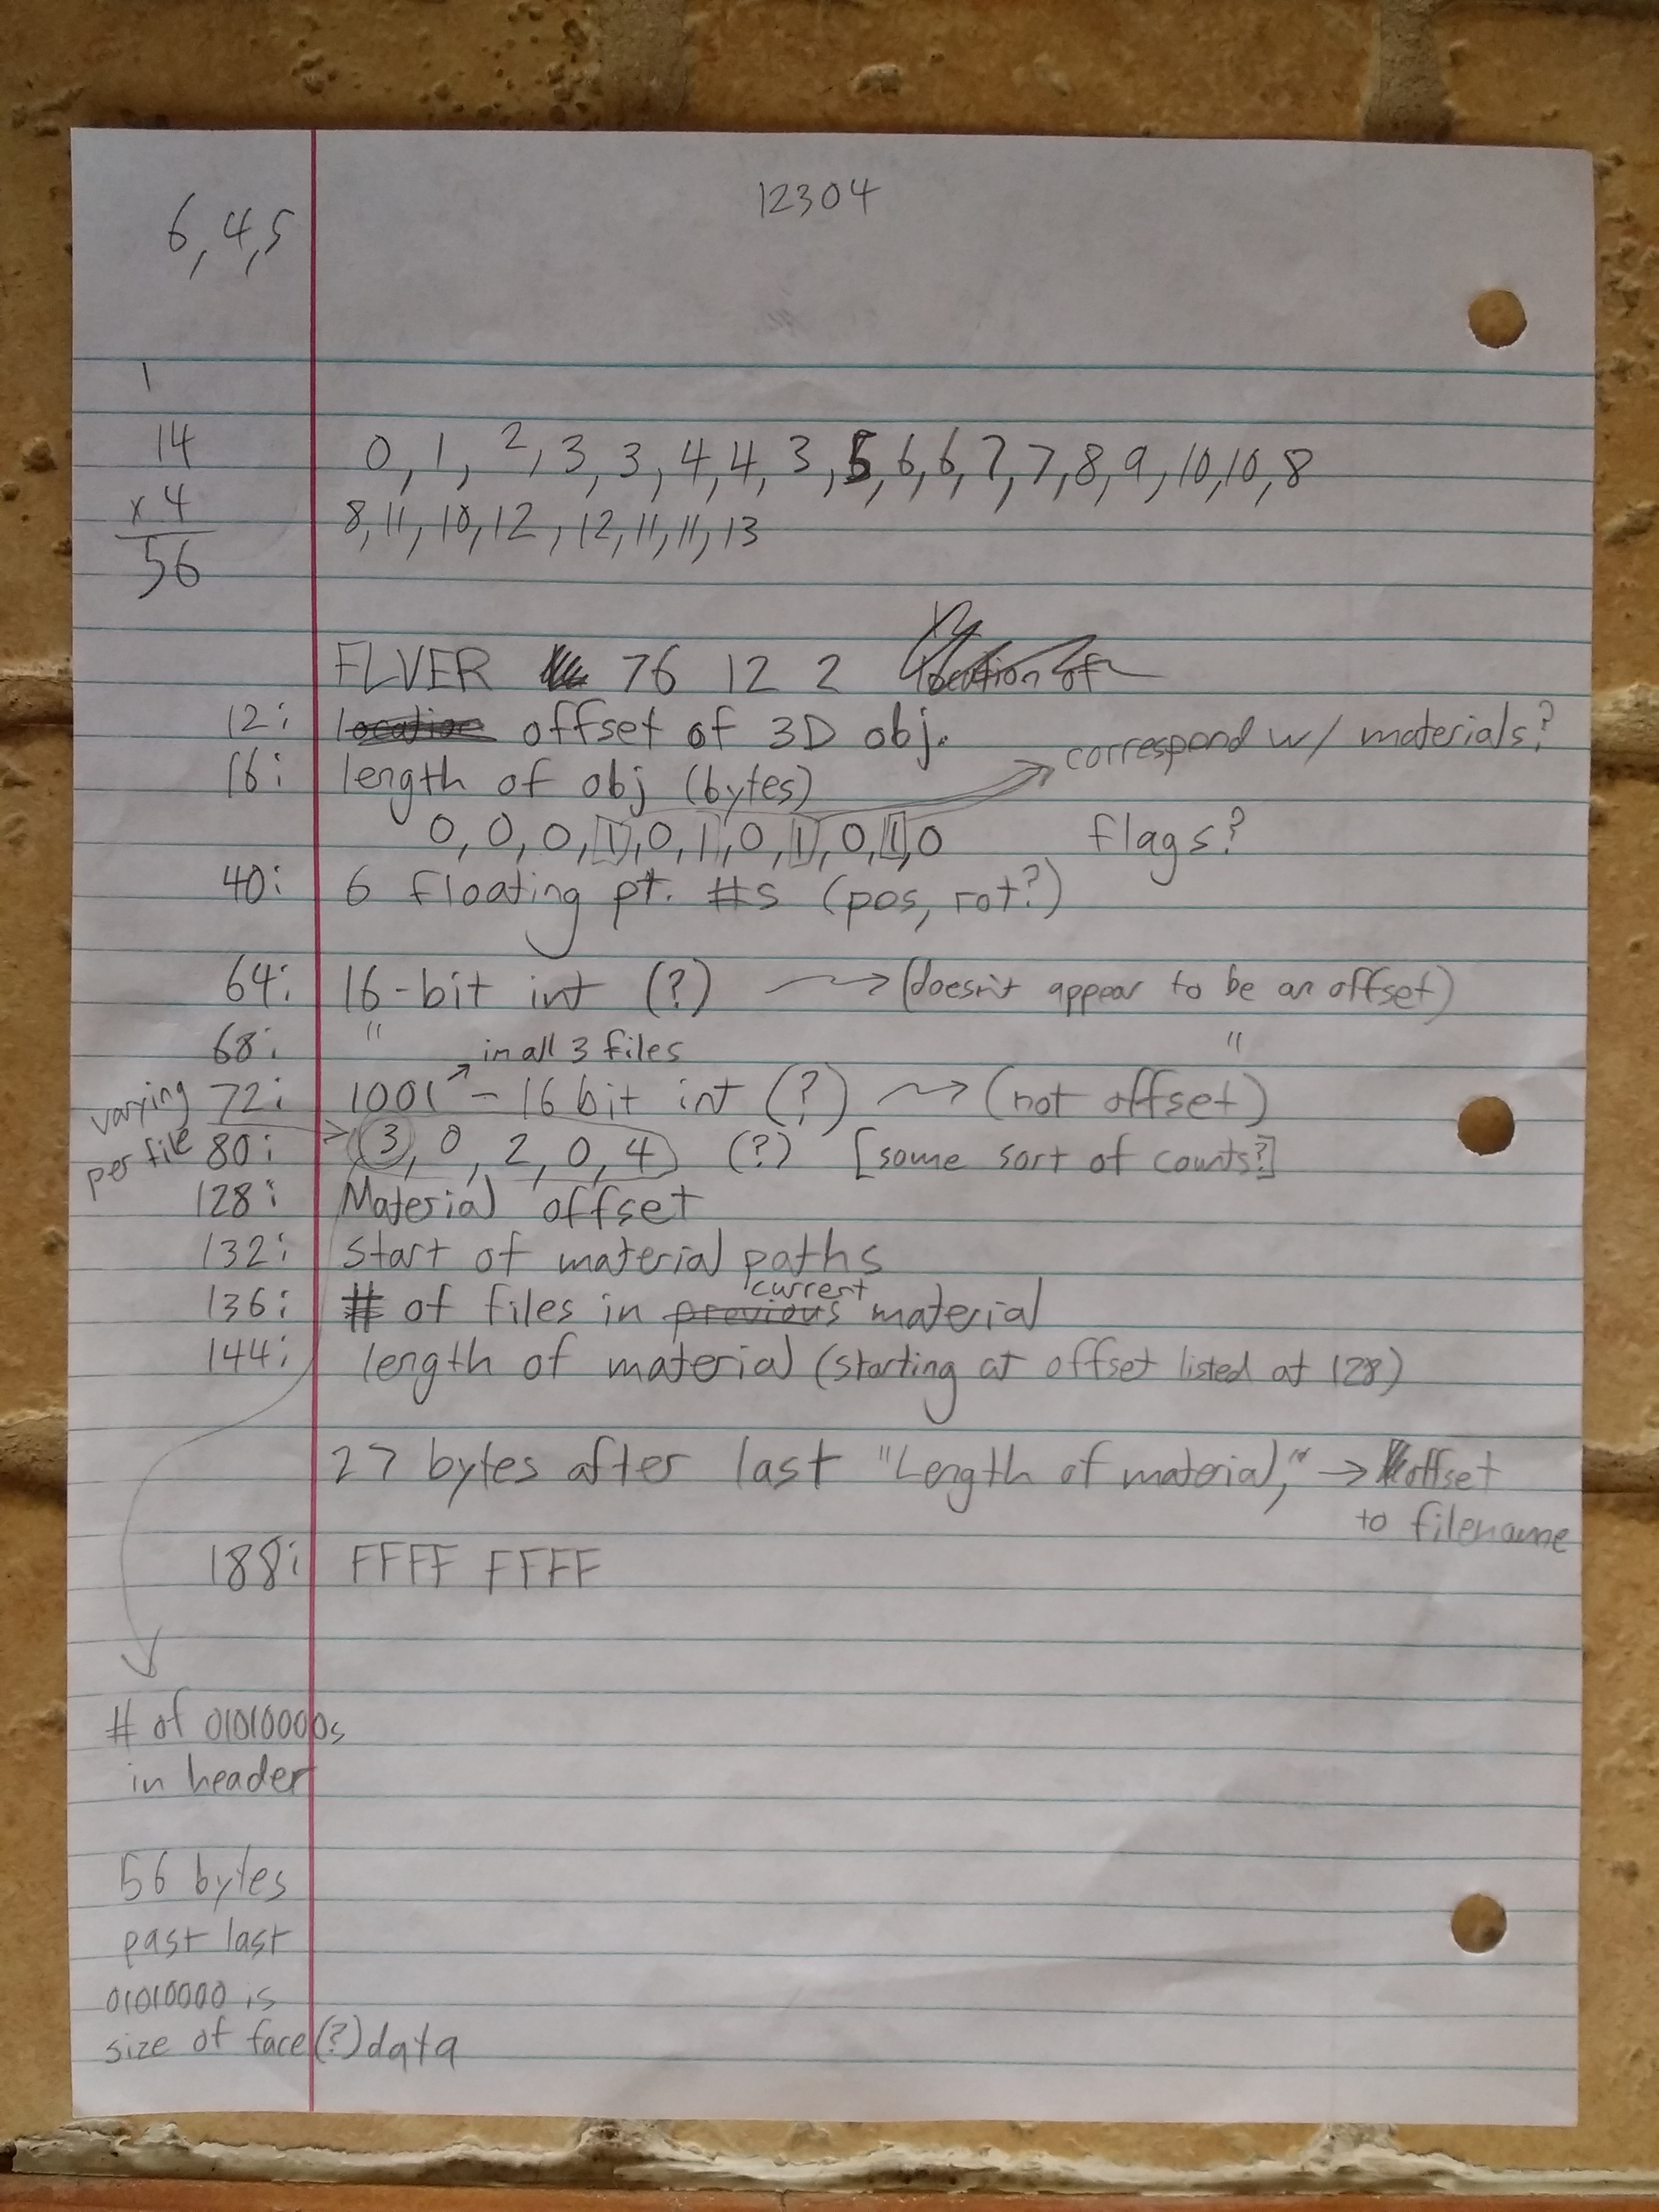 12304
6,4,5
1
14
x 4
56
0, 1, 2, 3, 3, 4, 4, 3, 5, 6, 6, 7, 7, 8, 9, 10, 10, 8
8, 11, 10, 12, 12, 11, 11, 13
FLVER 76 12 2 location of
12: location offset of 3D obj.
correspond w/ materials?
16: length of obj (bytes)
0, 0, 0, 1, 0, 1, 0, 1, 0, 1, 0 flags?
40: 6 floating pt. #s (pos, rot?)
64: 16-bit int (?) → (doesn't appear to be an offset)
68: " "
in all 3 files
72: 1001 - 16 bit int (?) → (not offset)
varying per file
80: 3, 0, 2, 0, 4 (?) [some sort of counts?]
128: Material offset
132: start of material paths
current
136: # of files in previous material
144: length of material (starting at offset listed at 128)
27 bytes after last "Length of material," → offset
to filename
188: FFFF FFFF
# of 01010000s
in header
56 bytes
past last
01010000 is
size of face(?) data